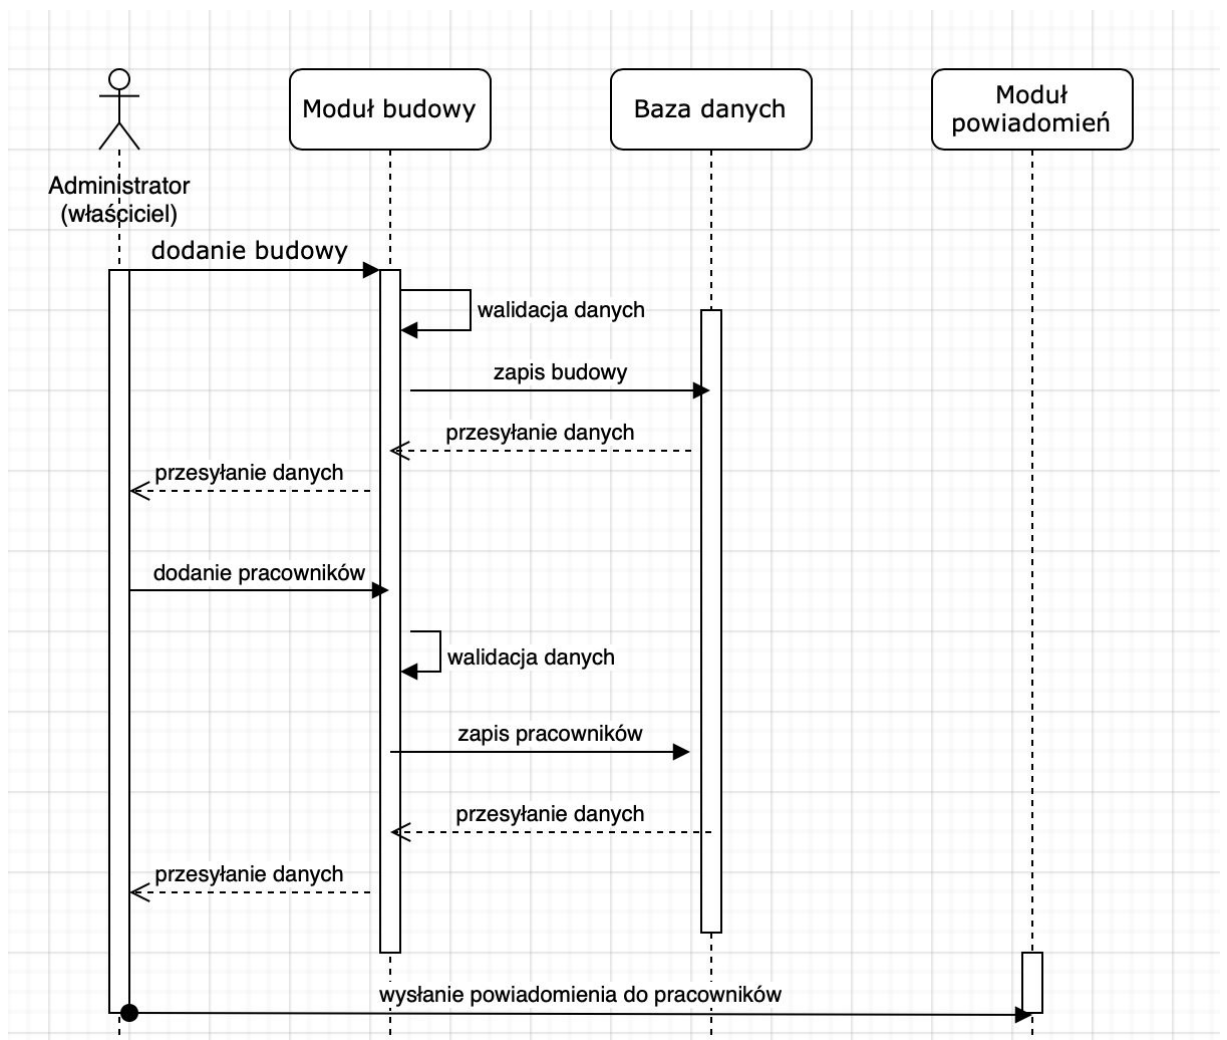 Moduł budowy
Baza danych
Moduł
powiadomień
Administrator
(właściciel)
dodanie budowy
walidacja danych
zapis budowy
przesyłanie danych
przesyłanie danych
dodanie pracowników
walidacja danych
zapis pracowników
przesyłanie danych
przesyłanie danych
wysłanie powiadomienia do pracowników